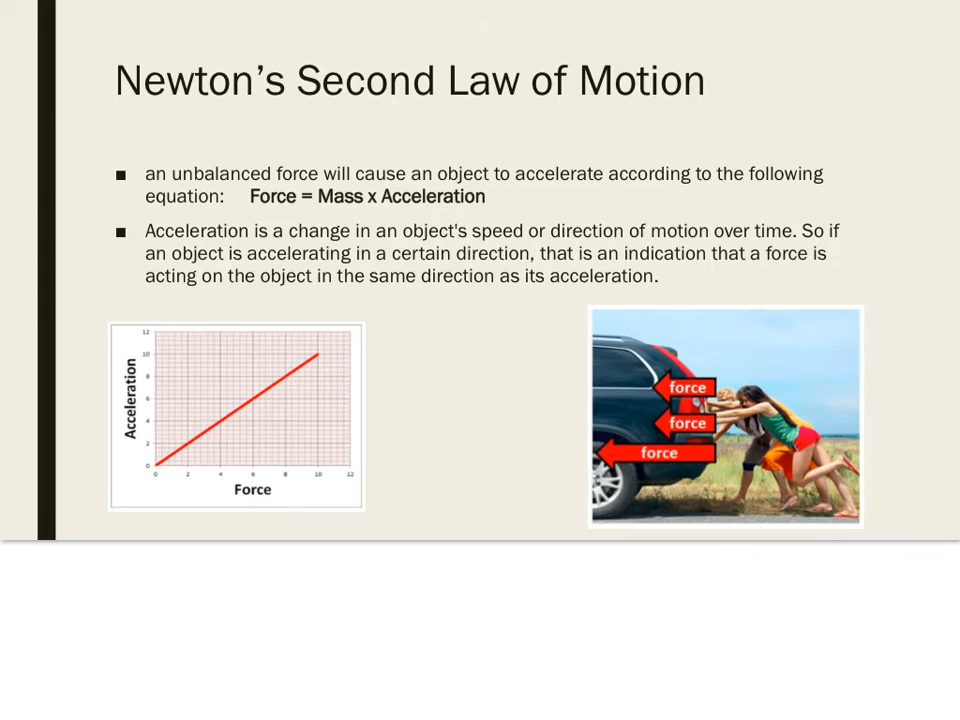 Newton’s Second Law of Motion
■ an unbalanced force will cause an object to accelerate according to the following
equation: Force = Mass x Acceleration
■ Acceleration is a change in an object's speed or direction of motion over time. So if
an object is accelerating in a certain direction, that is an indication that a force is
acting on the object in the same direction as its acceleration.
12
10
8
6
4
2
0
Acceleration
0 2 4 6 8 10 12
Force
force
force
force